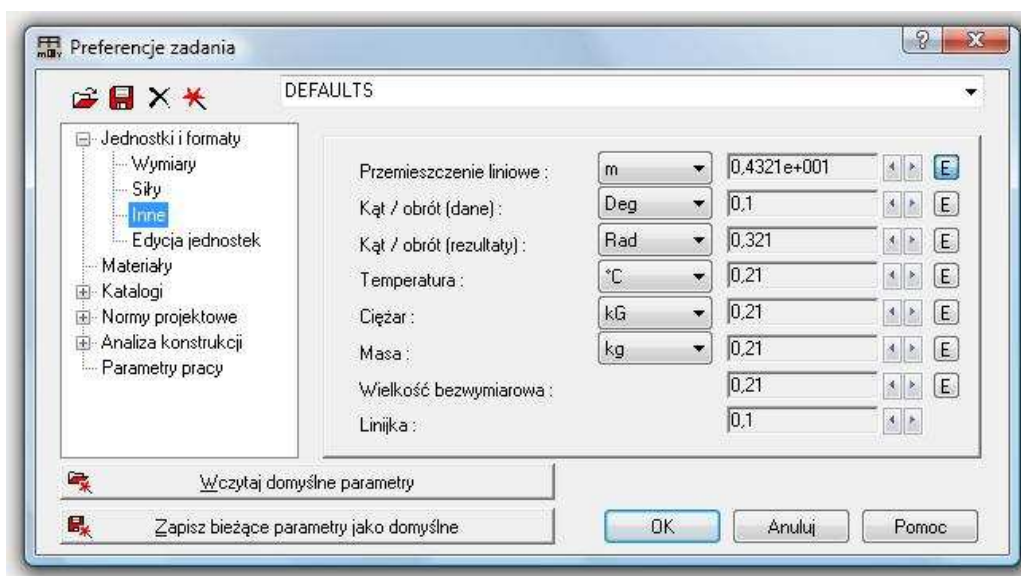 Preferencje zadania
DEFAULTS
Jednostki i formaty
Wymiary
Siły
Inne
Edycja jednostek
Materiały
Katalogi
Normy projektowe
Analiza konstrukcji
Parametry pracy
Przemieszczenie liniowe : m 0,4321e+001 E
Kąt / obrót (dane) : Deg 0,1 E
Kąt / obrót (rezultaty) : Rad 0,321 E
Temperatura : °C 0,21 E
Ciężar : kG 0,21 E
Masa : kg 0,21 E
Wielkość bezwymiarowa : 0,21 E
Linijka : 0,1
Wczytaj domyślne parametry
Zapisz bieżące parametry jako domyślne
OK Anuluj Pomoc